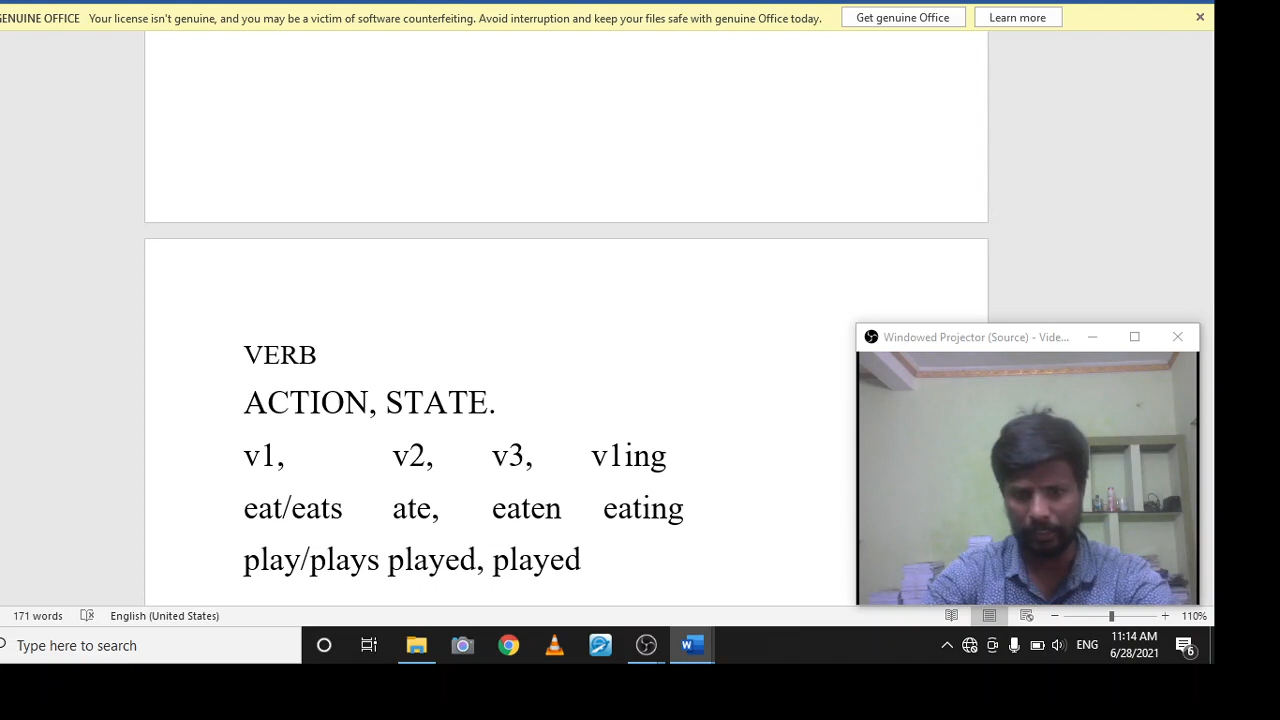 GENUINE OFFICE Your license isn't genuine, and you may be a victim of software counterfeiting. Avoid interruption and keep your files safe with genuine Office today. Get genuine Office Learn more
VERB
ACTION, STATE.
v1, v2, v3, v1ing
eat/eats ate, eaten eating
play/plays played, played
Windowed Projector (Source) - Vide...
171 words English (United States) 110%
Type here to search ENG 11:14 AM
6/28/2021 6